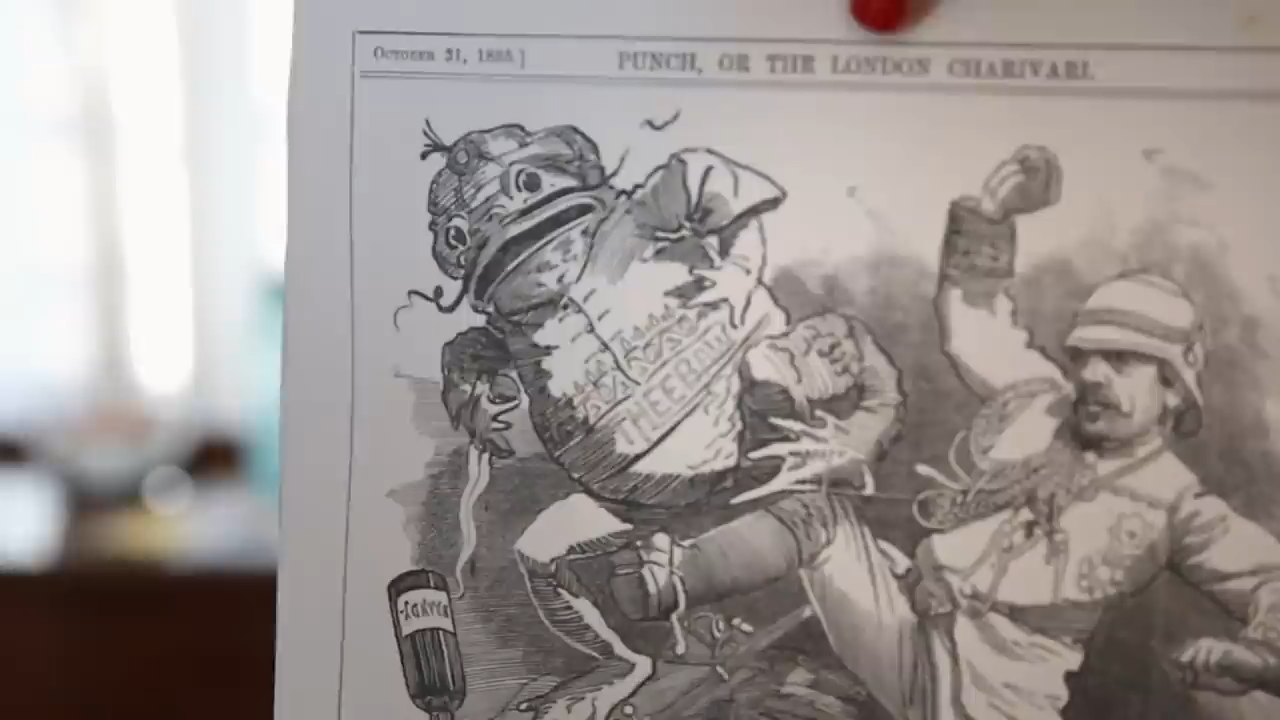 OCTOBER 31, 1885.]
PUNCH, OR THE LONDON CHARIVARI.
THEEBAW